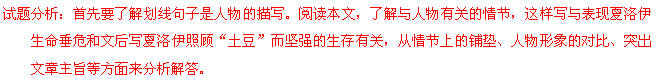 试题分析：首先要了解划线句子是人物的描写。阅读本文，了解与人物有关的情节，这样写与表现夏洛伊
生命垂危和文后写夏洛伊照顾“土豆”而坚强的生存有关，从情节上的铺垫、人物形象的对比、突出
文章主旨等方面来分析解答。